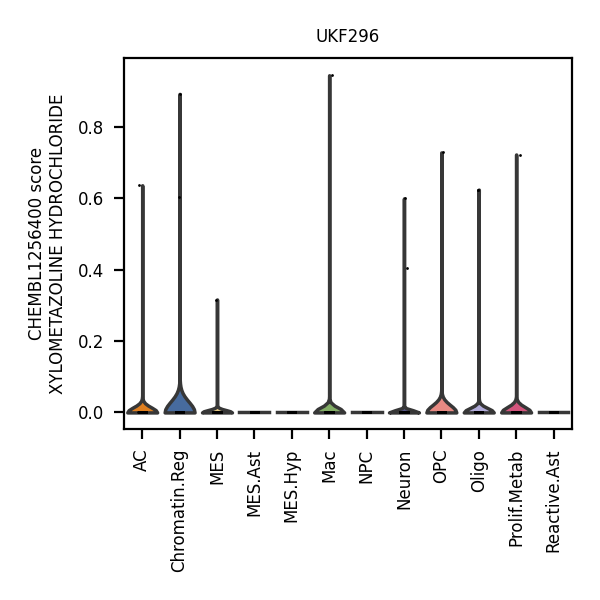 UKF296
CHEMBL1256400 score
XYLOMETAZOLINE HYDROCHLORIDE
0.8
0.6
0.4
0.2
0.0
AC
Chromatin.Reg
MES
MES.Ast
MES.Hyp
Mac
NPC
Neuron
OPC
Oligo
Prolif.Metab
Reactive.Ast